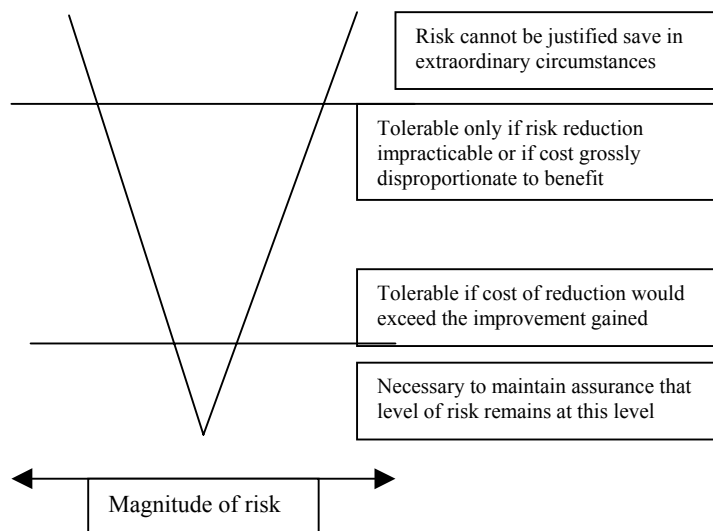 Risk cannot be justified save in
extraordinary circumstances
Tolerable only if risk reduction
impracticable or if cost grossly
disproportionate to benefit
Tolerable if cost of reduction would
exceed the improvement gained
Necessary to maintain assurance that
level of risk remains at this level
Magnitude of risk